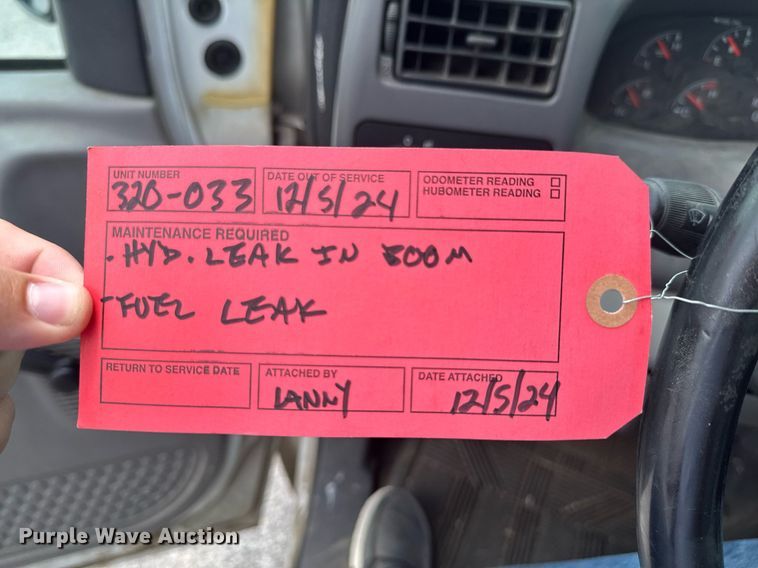 UNIT NUMBER
320-033
DATE OUT OF SERVICE
12/5/24
ODOMETER READING
HUBOMETER READING
MAINTENANCE REQUIRED
• HYD. LEAK IN BOOM
- FUEL LEAK
RETURN TO SERVICE DATE
ATTACHED BY
LANNY
DATE ATTACHED
12/5/24
Purple Wave Auction